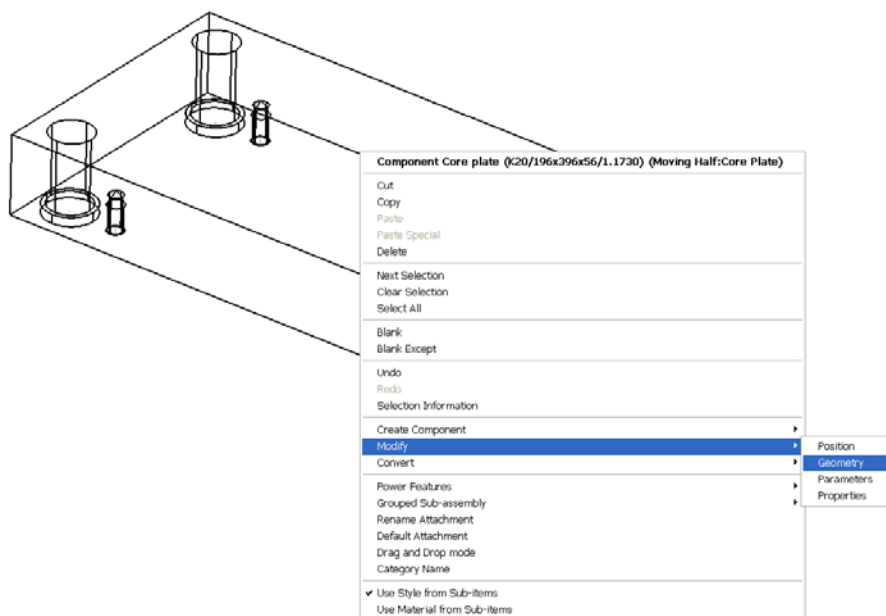 Component Core plate (K20/196x396x56/1.1730) (Moving Half:Core Plate)
Cut
Copy
Paste
Paste Special
Delete
Next Selection
Clear Selection
Select All
Blank
Blank Except
Undo
Redo
Selection Information
Create Component
Modify
Convert
Position
Geometry
Parameters
Properties
Power Features
Grouped Sub-assembly
Rename Attachment
Default Attachment
Drag and Drop mode
Category Name
Use Style from Sub-items
Use Material from Sub-items